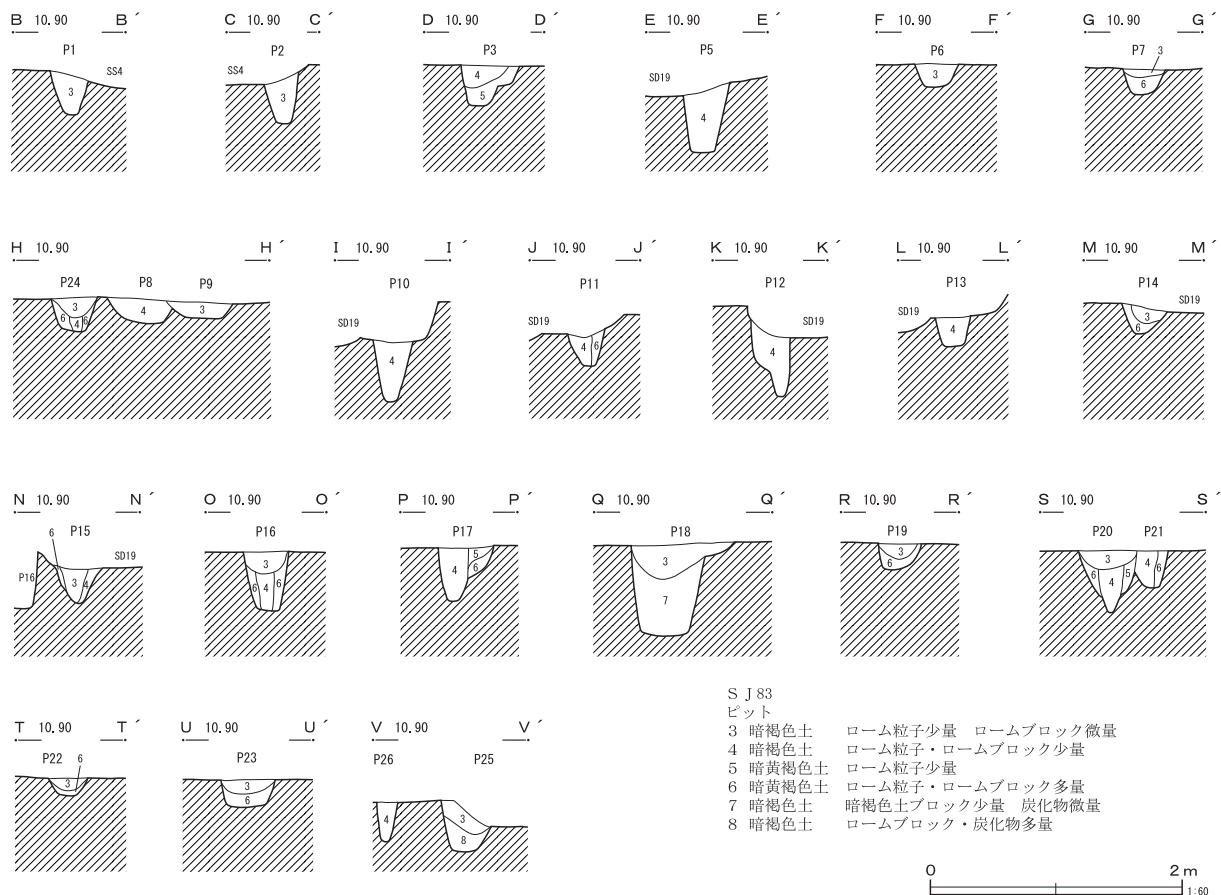 B 10.90 B´
P1
SS4
3
C 10.90 C´
P2
SS4
3
D 10.90 D´
P3
4
5
E 10.90 E´
P5
SD19
4
F 10.90 F´
P6
3
G 10.90 G´
P7 3
6
H 10.90 H´
P24 P8 P9
3 4 3
6 4 6
I 10.90 I´
P10
SD19
4
J 10.90 J´
P11
SD19
4 6
K 10.90 K´
P12
SD19
4
L 10.90 L´
P13
SD19
4
M 10.90 M´
P14
SD19
3
6
N 10.90 N´
6 P15
SD19
P16
3 4
O 10.90 O´
P16
3
6 4 6
P 10.90 P´
P17
5
4 6
Q 10.90 Q´
P18
3
7
R 10.90 R´
P19
3
6
S 10.90 S´
P20 P21
3 4 6
6 4 5
T 10.90 T´
P22 6
3
U 10.90 U´
P23
3
6
V 10.90 V´
P26 P25
4 3
8
SJ83
ピット
3 暗褐色土 ローム粒子少量 ロームブロック微量
4 暗褐色土 ローム粒子・ロームブロック少量
5 暗黄褐色土 ローム粒子少量
6 暗黄褐色土 ローム粒子・ロームブロック多量
7 暗褐色土 暗褐色土ブロック少量 炭化物微量
8 暗褐色土 ロームブロック・炭化物多量
0 2m
1:60